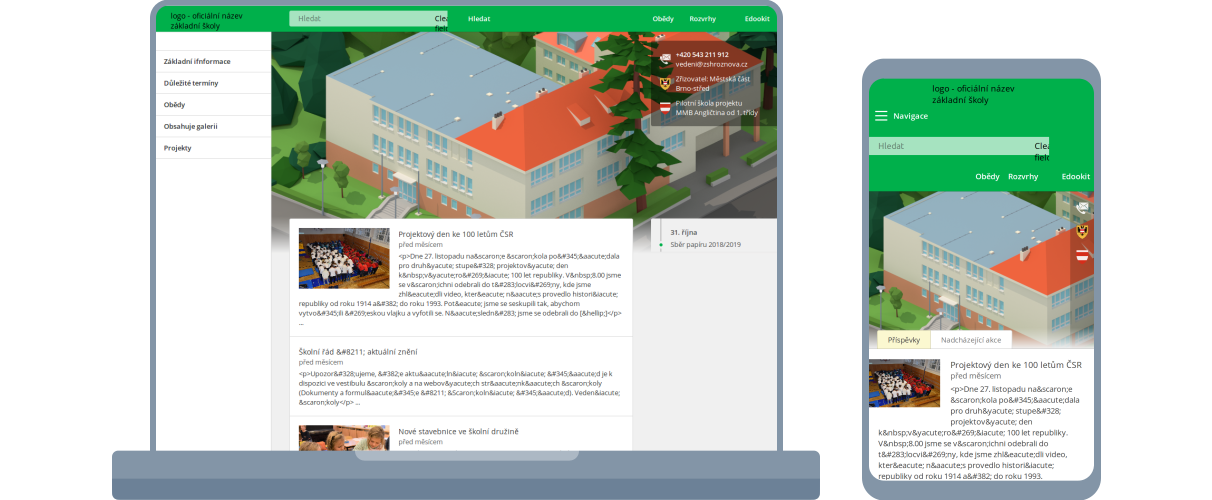 logo - oficiální název
základní školy
Hledat
Clea
field
Hledat
Obědy
Rozvrhy
Edookit
Základní ifnformace
Důležité termíny
Obědy
Obsahuje galerii
Projekty
+420 543 211 912
vedeni@zshroznova.cz
Zřizovatel: Městská část
Brno-střed
Pilotní škola projektu
MMB Angličtina od 1. třídy
Projektový den ke 100 letům ČSR
před měsícem
<p>Dne 27. listopadu na&scaron;e &scaron;kola po&#345;&aacute;dala
pro druh&yacute; stupe&#328; projektov&yacute; den
k&nbsp;v&yacute;ro&#269;&iacute; 100 let republiky. V&nbsp;8.00 jsme
se v&scaron;ichni odebrali do t&#283;locvi&#269;ny, kde jsme
zhl&eacute;dli video, kter&eacute; n&aacute;s provedlo histori&iacute;
republiky od roku 1914 a&#382; do roku 1993. Pot&eacute; jsme se seskupili tak, abychom
vytvo&#345;ili &#269;eskou vlajku a vyfotili se. N&aacute;sledn&#283; jsme se odebrali do [&hellip;]</p>
...
31. října
Sběr papíru 2018/2019
Školní řád &#8211; aktuální znění
před měsícem
<p>Upozor&#328;ujeme, &#382;e aktu&aacute;ln&iacute; &scaron;koln&iacute; &#345;&aacute;d je k
dispozici ve vestibulu &scaron;koly a na webov&yacute;ch str&aacute;nk&aacute;ch &scaron;koly
(Dokumenty a formul&aacute;&#345;e &#8211; &Scaron;koln&iacute; &#345;&aacute;d). Veden&iacute;
&scaron;koly</p> ...
Nové stavebnice ve školní družině
před měsícem
logo - oficiální název
základní školy
Navigace
Hledat
Clea
field
Obědy
Rozvrhy
Edookit
Příspěvky
Nadcházející akce
Projektový den ke 100 letům ČSR
před měsícem
<p>Dne 27. listopadu na&scaron;e
&scaron;kola po&#345;&aacute;dala
pro druh&yacute; stupe&#328;
projektov&yacute; den
k&nbsp;v&yacute;ro&#269;&iacute; 100 let republiky.
V&nbsp;8.00 jsme se v&scaron;ichni odebrali do
t&#283;locvi&#269;ny, kde jsme zhl&eacute;dli video,
kter&eacute; n&aacute;s provedlo histori&iacute;
republiky od roku 1914 a&#382; do roku 1993.